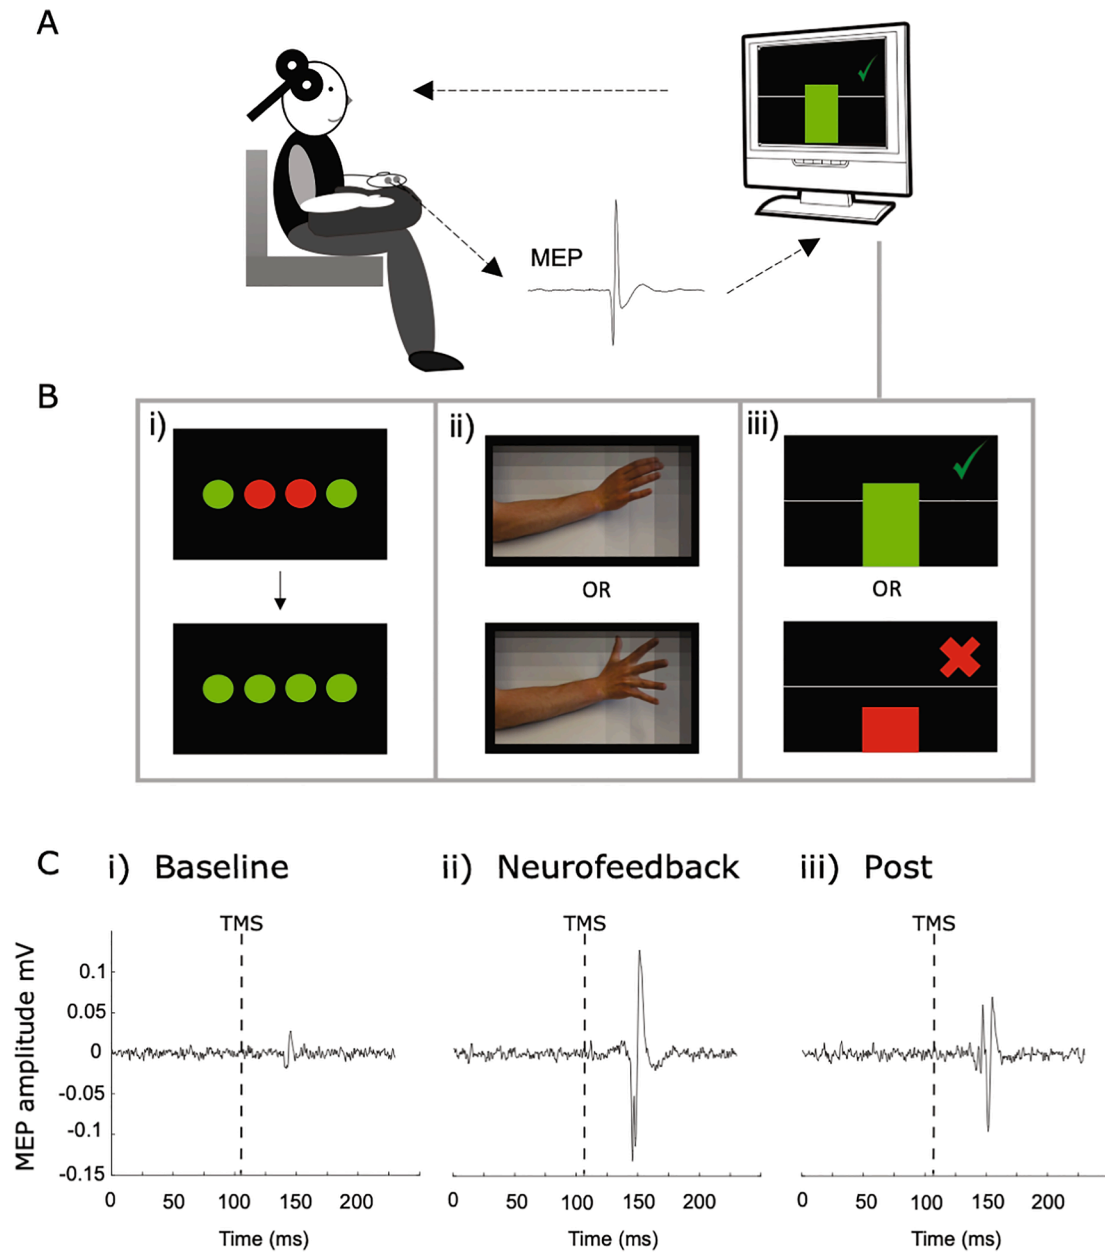 A
MEP
B
i)
ii)
iii)
OR
OR
C
i) Baseline
ii) Neurofeedback
iii) Post
TMS
TMS
TMS
MEP amplitude mV
0.1
0.05
0
-0.05
-0.1
-0.15
0 50 100 150 200
0 50 100 150 200
0 50 100 150 200
Time (ms)
Time (ms)
Time (ms)